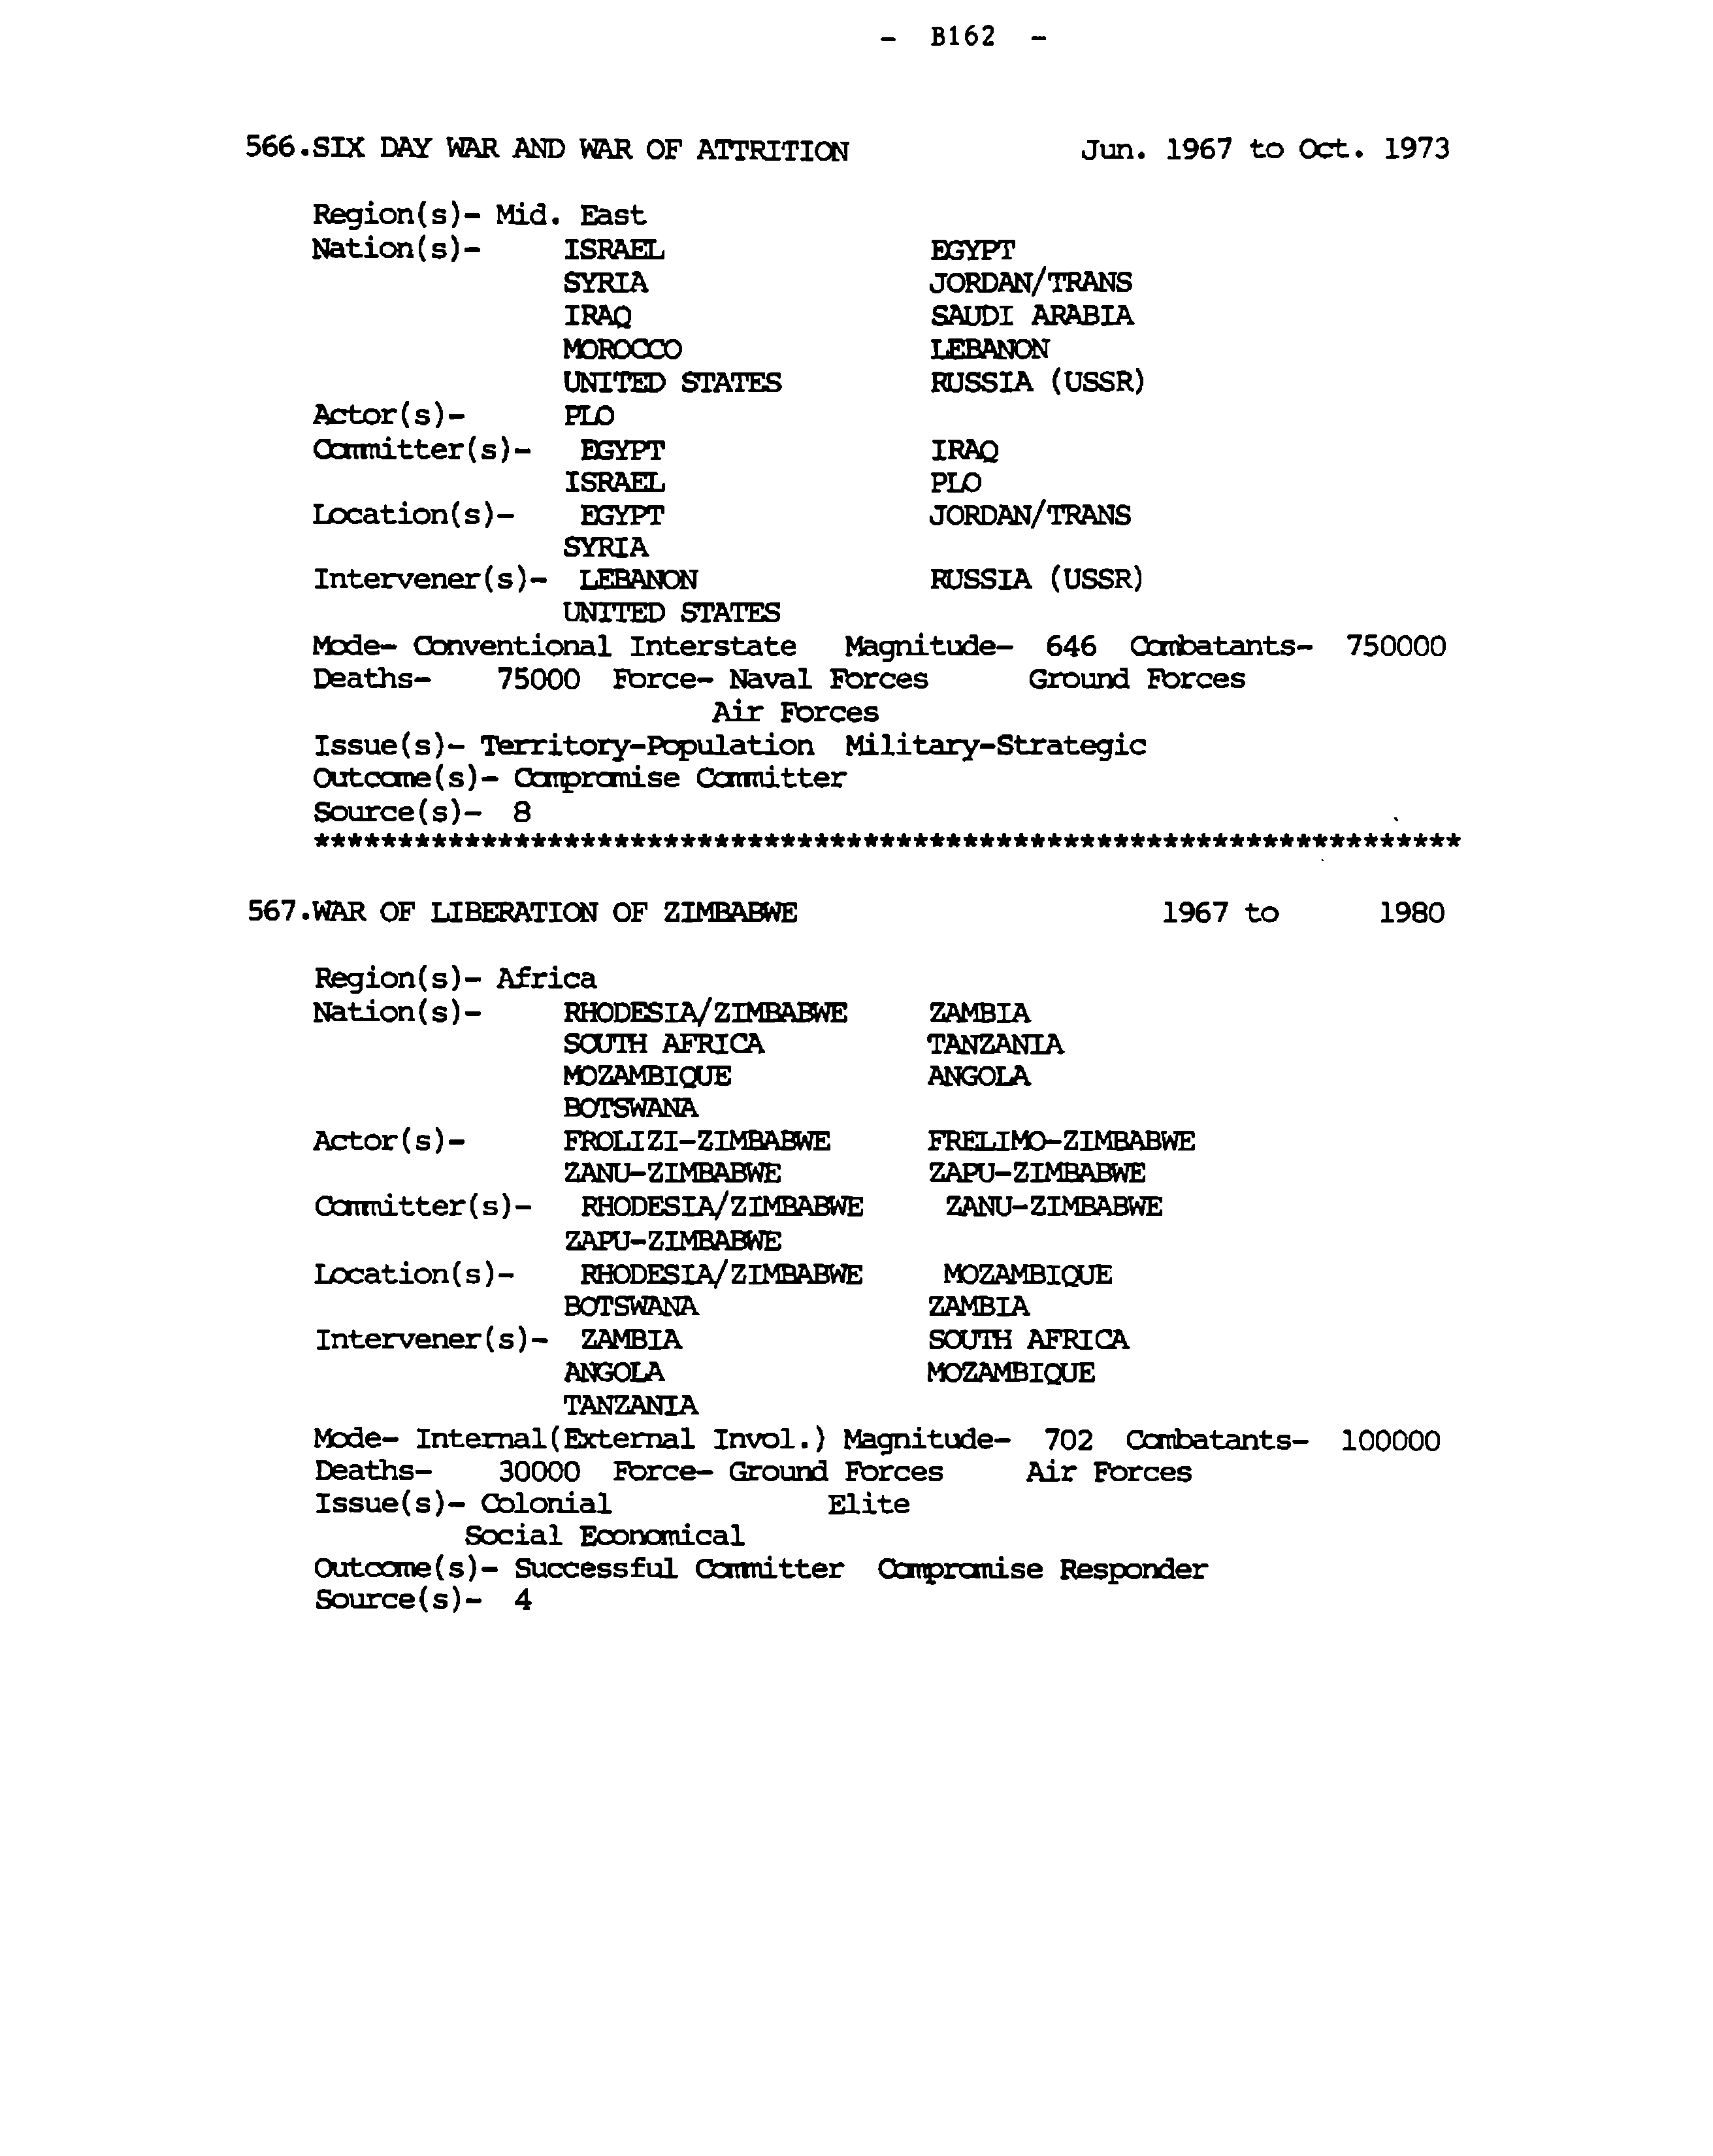 - B162 -
566.SIX DAY WAR AND WAR OF ATTRITION Jun. 1967 to Oct. 1973
Region(s)- Mid. East
Nation(s)- ISRAEL EGYPT
SYRIA JORDAN/TRANS
IRAQ SAUDI ARABIA
MOROCCO LEBANON
UNITED STATES RUSSIA (USSR)
Actor(s)- PLO
Committer(s)- EGYPT IRAQ
ISRAEL PLO
Location(s)- EGYPT JORDAN/TRANS
SYRIA
Intervener(s)- LEBANON RUSSIA (USSR)
UNITED STATES
Mode- Conventional Interstate Magnitude- 646 Combatants- 750000
Deaths- 75000 Force- Naval Forces Ground Forces
Air Forces
Issue(s)- Territory-Population Military-Strategic
Outcome(s)- Compromise Committer
Source(s)- 8
*********************************************************************
567.WAR OF LIBERATION OF ZIMBABWE 1967 to 1980
Region(s)- Africa
Nation(s)- RHODESIA/ZIMBABWE ZAMBIA
SOUTH AFRICA TANZANIA
MOZAMBIQUE ANGOLA
BOTSWANA
Actor(s)- FROLIZI-ZIMBABWE FRELIMO-ZIMBABWE
ZANU-ZIMBABWE ZAPU-ZIMBABWE
Committer(s)- RHODESIA/ZIMBABWE ZANU-ZIMBABWE
ZAPU-ZIMBABWE
Location(s)- RHODESIA/ZIMBABWE MOZAMBIQUE
BOTSWANA ZAMBIA
Intervener(s)- ZAMBIA SOUTH AFRICA
ANGOLA MOZAMBIQUE
TANZANIA
Mode- Internal(External Invol.) Magnitude- 702 Combatants- 100000
Deaths- 30000 Force- Ground Forces Air Forces
Issue(s)- Colonial Elite
Social Economical
Outcome(s)- Successful Committer Compromise Responder
Source(s)- 4